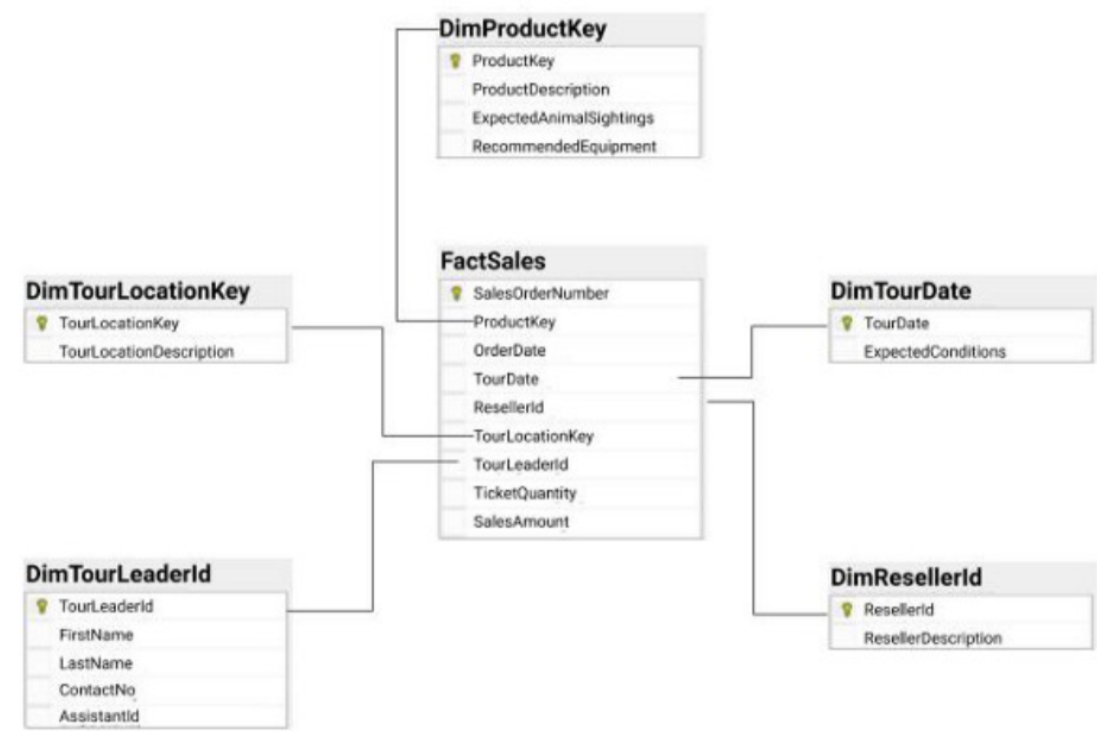 DimProductKey
ProductKey
ProductDescription
ExpectedAnimalSightings
RecommendedEquipment
FactSales
SalesOrderNumber
ProductKey
OrderDate
TourDate
ResellerId
TourLocationKey
TourLeaderId
TicketQuantity
SalesAmount
DimTourLocationKey
TourLocationKey
TourLocationDescription
DimTourDate
TourDate
ExpectedConditions
DimTourLeaderId
TourLeaderId
FirstName
LastName
ContactNo
AssistantId
DimResellerId
ResellerId
ResellerDescription